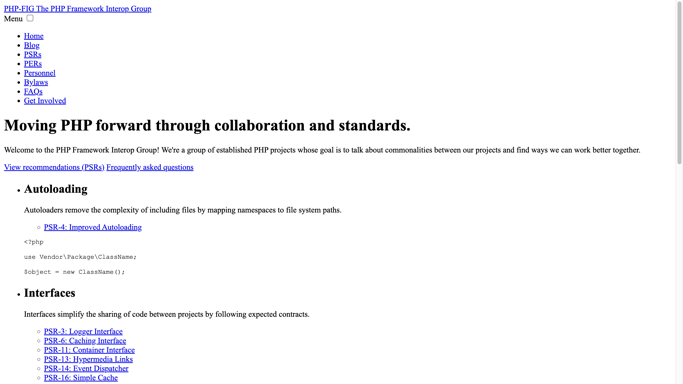 PHP-FIG The PHP Framework Interop Group
Menu
Home
Blog
PSRs
PERs
Personnel
Bylaws
FAQs
Get Involved
Moving PHP forward through collaboration and standards.
Welcome to the PHP Framework Interop Group! We're a group of established PHP projects whose goal is to talk about commonalities between our projects and find ways we can work better together.
View recommendations (PSRs) Frequently asked questions
Autoloading
Autoloaders remove the complexity of including files by mapping namespaces to file system paths.
PSR-4: Improved Autoloading
<?php
use Vendor\Package\ClassName;
$object = new ClassName();
Interfaces
Interfaces simplify the sharing of code between projects by following expected contracts.
PSR-3: Logger Interface
PSR-6: Caching Interface
PSR-11: Container Interface
PSR-13: Hypermedia Links
PSR-14: Event Dispatcher
PSR-16: Simple Cache